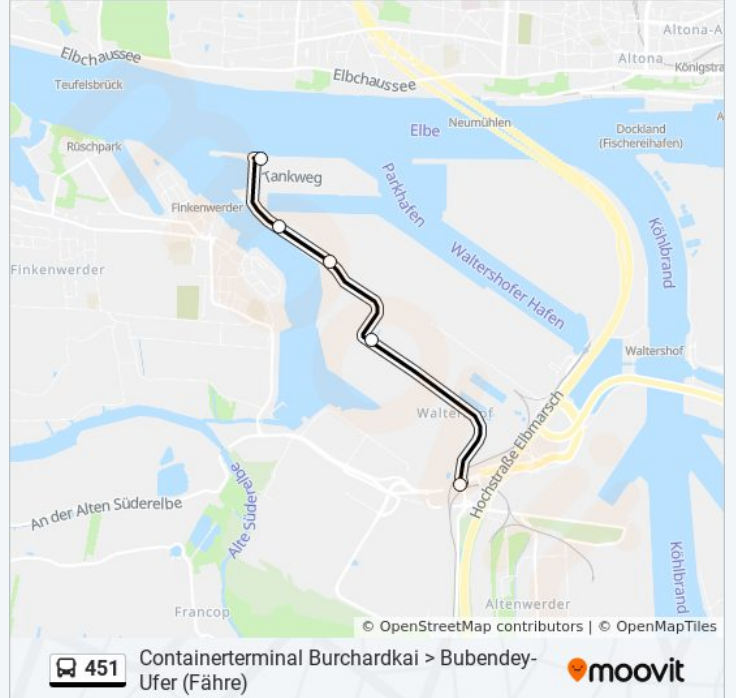 Altona-A
Elbchaussee
Altona
Königstra
Elbchaussee
Teufelsbrück
Neumühlen
Elbe
Dockland
(Fischereihafen)
A
Rüschpark
Tankweg
Parkhafen
Finkenwerder
Köhlbrand
Finkenwerder
Waltershofer Hafen
Waltershof
Waltershof
Hochstraße Elbmarsch
Alte Süderelbe
An der Alten Süderelbe
Köhlbrand
Francop
Altenwerder
© OpenStreetMap contributors | © OpenMapTiles
451
Containerterminal Burchardkai > Bubendey-
Ufer (Fähre)
moovit